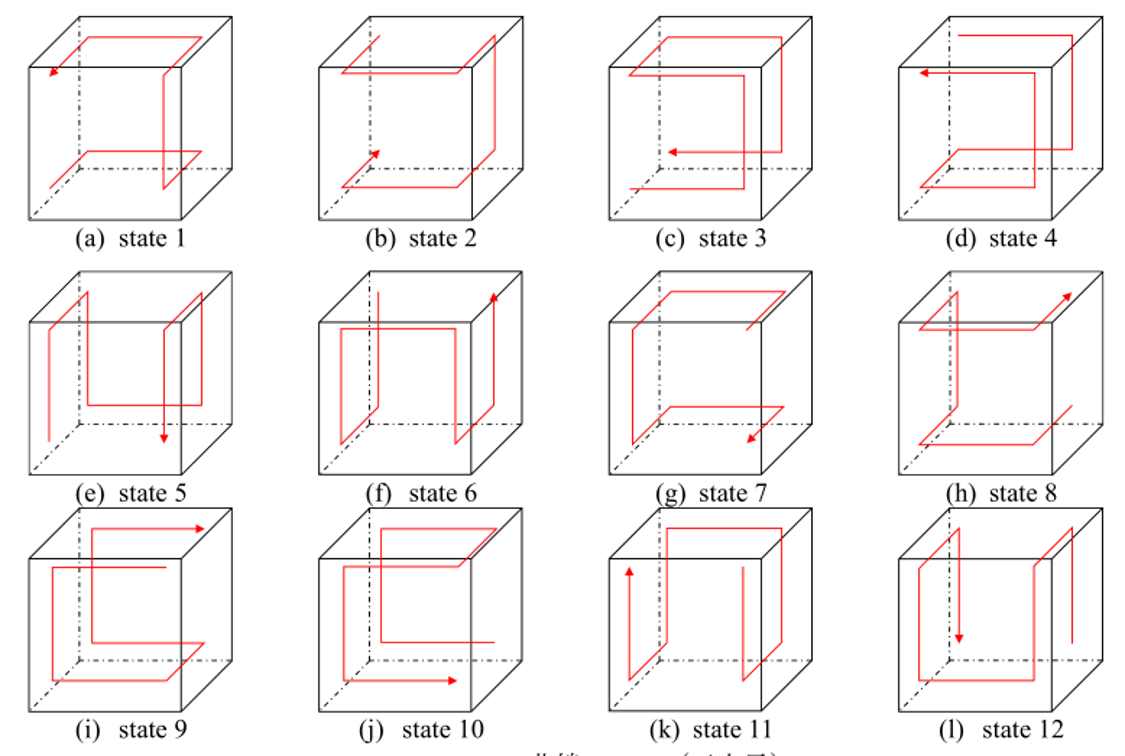 (a) state 1 (b) state 2 (c) state 3 (d) state 4
(e) state 5 (f) state 6 (g) state 7 (h) state 8
(i) state 9 (j) state 10 (k) state 11 (l) state 12